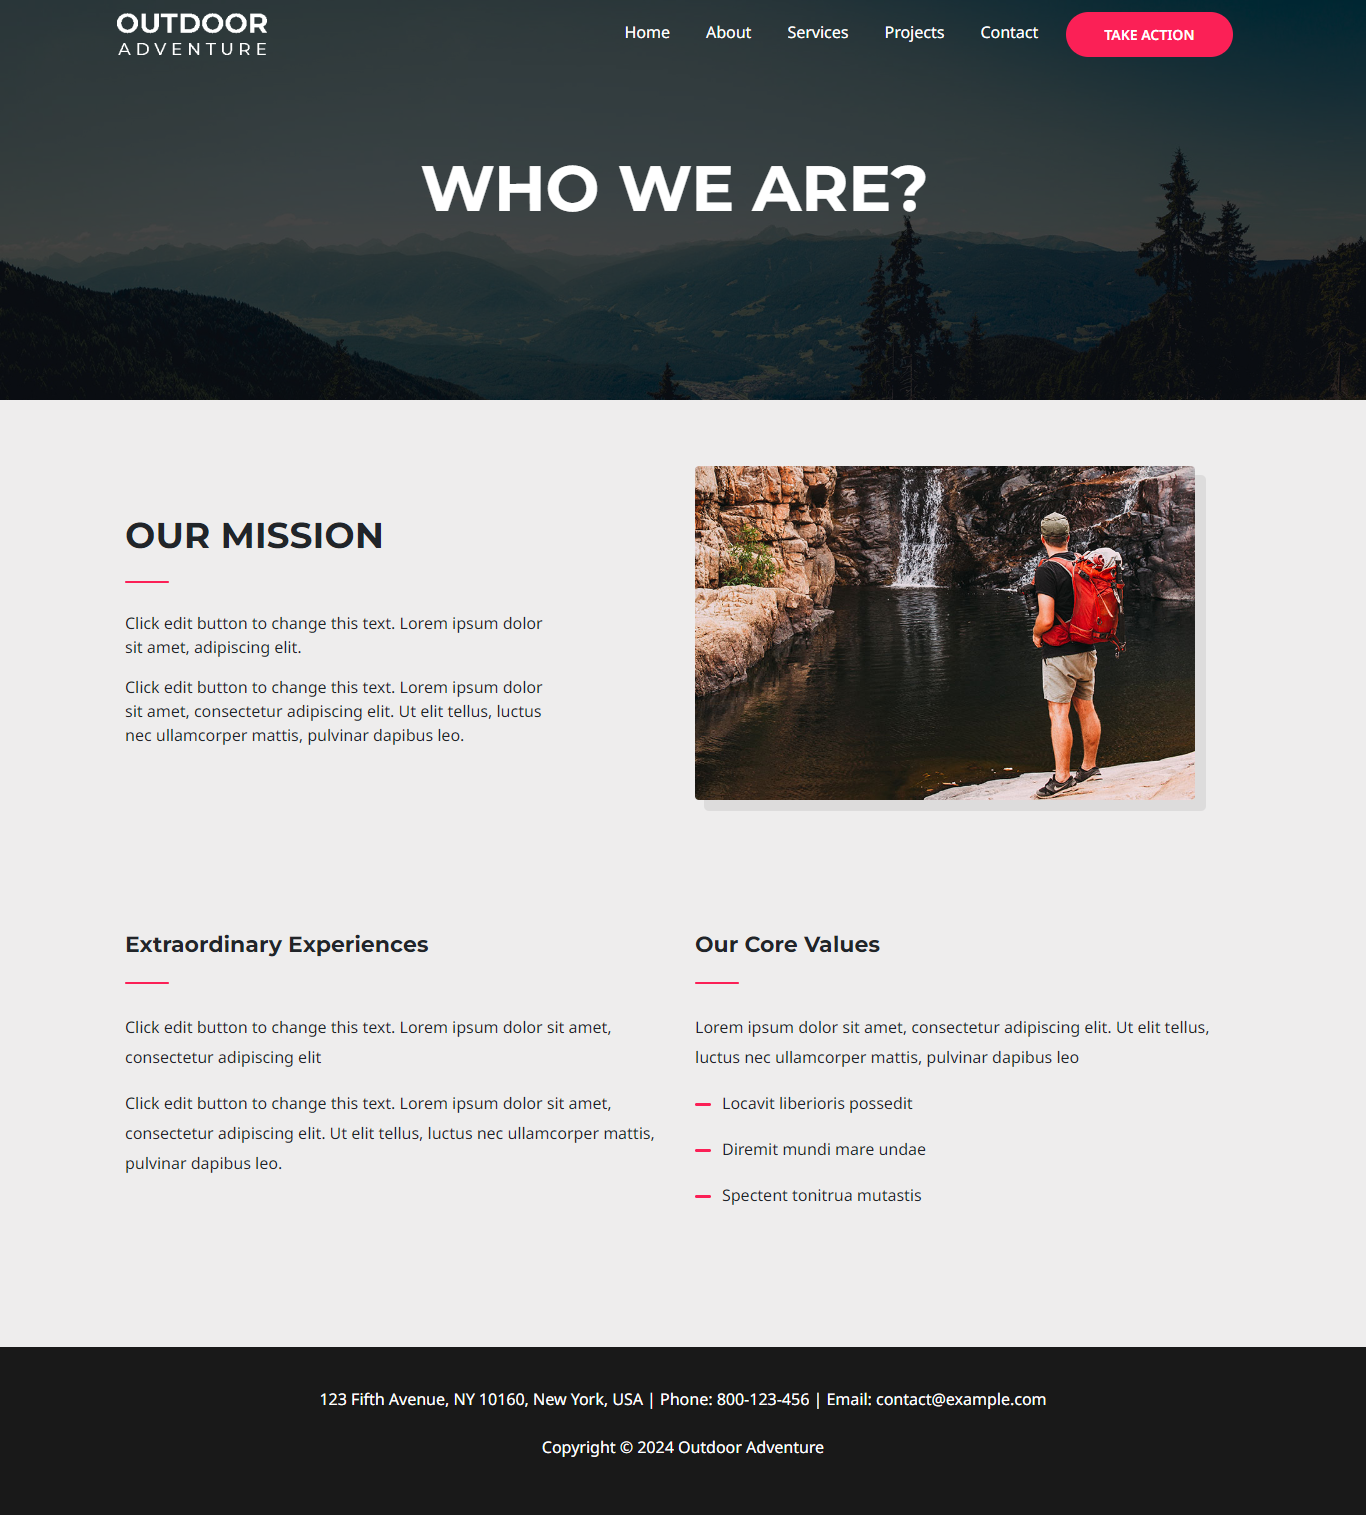 OUTDOOR
ADVENTURE
Home About Services Projects Contact TAKE ACTION
WHO WE ARE?
OUR MISSION
Click edit button to change this text. Lorem ipsum dolor
sit amet, adipiscing elit.
Click edit button to change this text. Lorem ipsum dolor
sit amet, consectetur adipiscing elit. Ut elit tellus, luctus
nec ullamcorper mattis, pulvinar dapibus leo.
Extraordinary Experiences
Click edit button to change this text. Lorem ipsum dolor sit amet,
consectetur adipiscing elit
Click edit button to change this text. Lorem ipsum dolor sit amet,
consectetur adipiscing elit. Ut elit tellus, luctus nec ullamcorper mattis,
pulvinar dapibus leo.
Our Core Values
Lorem ipsum dolor sit amet, consectetur adipiscing elit. Ut elit tellus,
luctus nec ullamcorper mattis, pulvinar dapibus leo
Locavit liberioris possedit
Diremit mundi mare undae
Spectent tonitrua mutastis
123 Fifth Avenue, NY 10160, New York, USA | Phone: 800-123-456 | Email: contact@example.com
Copyright © 2024 Outdoor Adventure